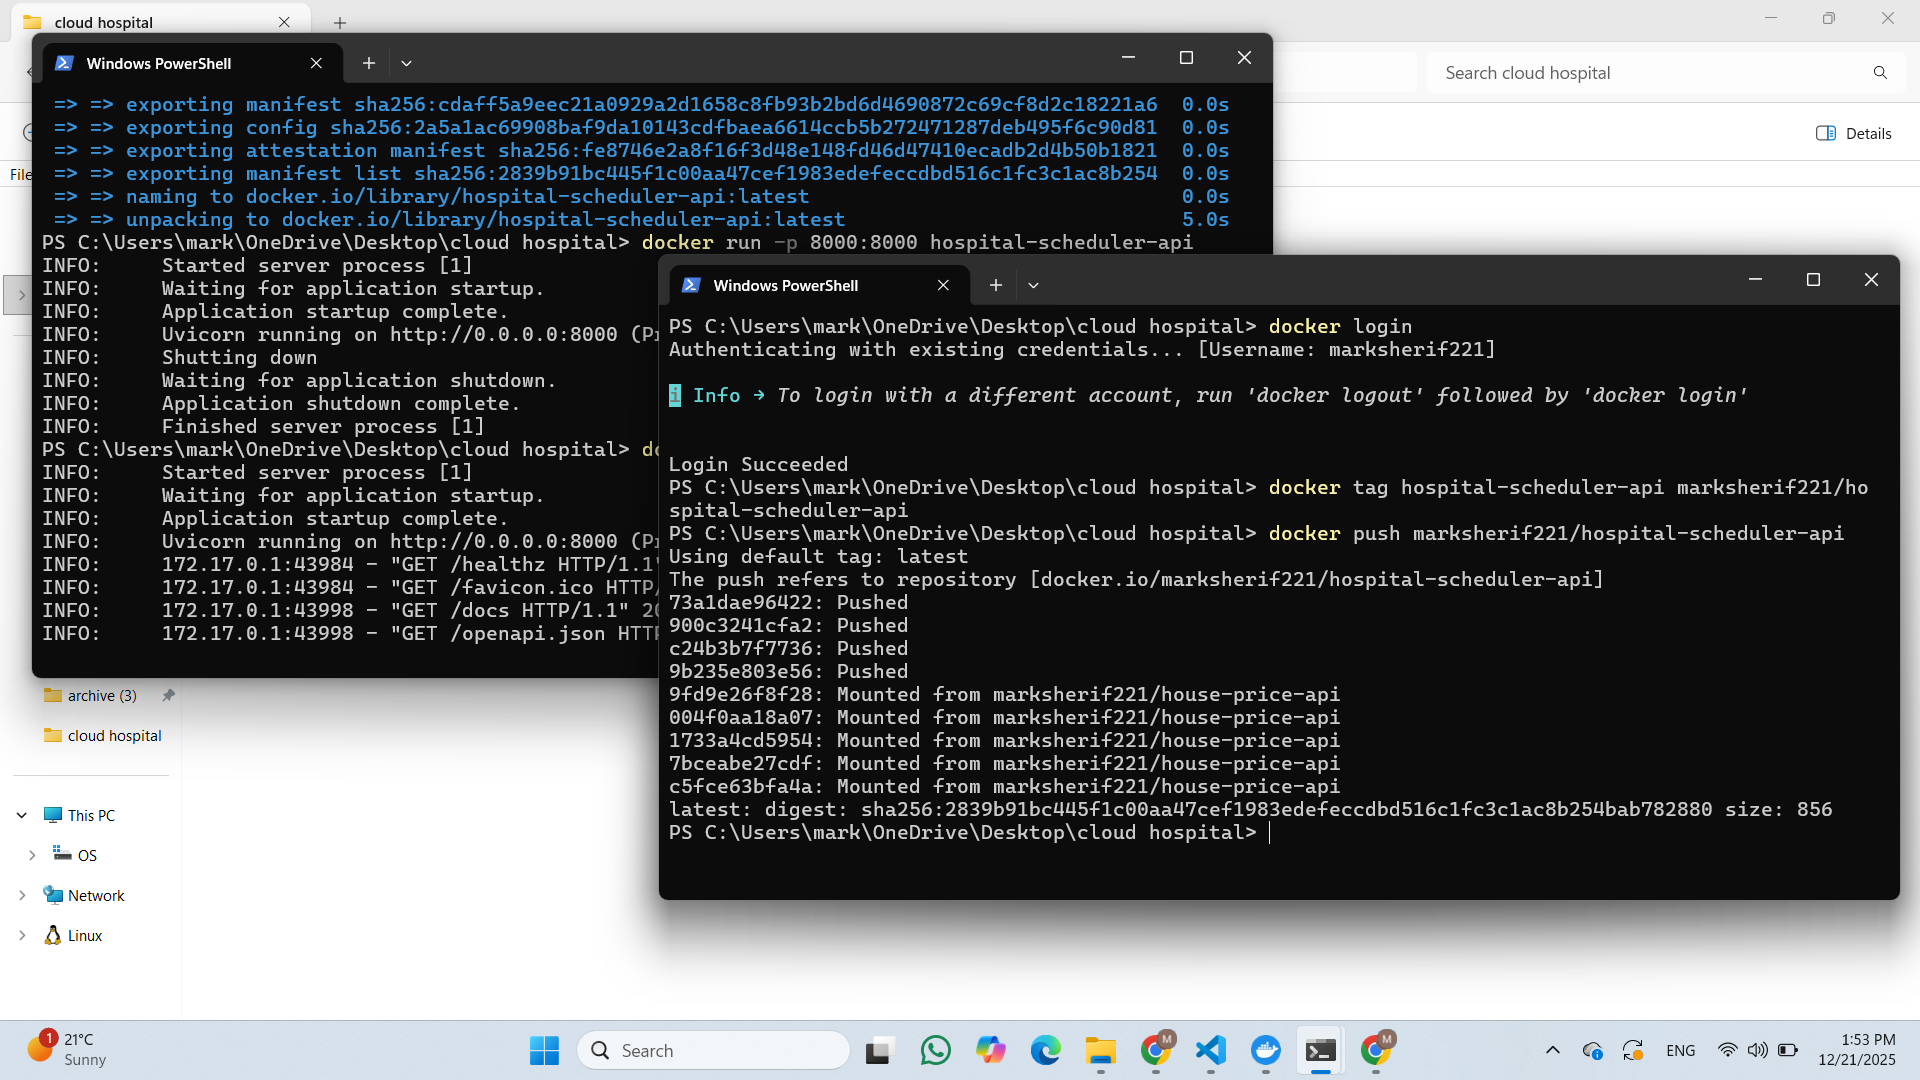 cloud hospital
Search cloud hospital
Details
File
Windows PowerShell
=> => exporting manifest sha256:cdaff5a9eec21a0929a2d1658c8fb93b2bd6d4690872c69cf8d2c18221a6 0.0s
=> => exporting config sha256:2a5a1ac69908baf9da10143cdfbaea6614ccb5b272471287deb495f6c90d81 0.0s
=> => exporting attestation manifest sha256:fe8746e2a8f16f3d48e148fd46d47410ecadb2d4b50b1821 0.0s
=> => exporting manifest list sha256:2839b91bc445f1c00aa47cef1983edefeccdbd516c1fc3c1ac8b254 0.0s
=> => naming to docker.io/library/hospital-scheduler-api:latest 0.0s
=> => unpacking to docker.io/library/hospital-scheduler-api:latest 5.0s
PS C:\Users\mark\OneDrive\Desktop\cloud hospital> docker run -p 8000:8000 hospital-scheduler-api
INFO: Started server process [1]
INFO: Waiting for application startup.
INFO: Application startup complete.
INFO: Uvicorn running on http://0.0.0.0:8000 (Pr
INFO: Shutting down
INFO: Waiting for application shutdown.
INFO: Application shutdown complete.
INFO: Finished server process [1]
PS C:\Users\mark\OneDrive\Desktop\cloud hospital> do
INFO: Started server process [1]
INFO: Waiting for application startup.
INFO: Application startup complete.
INFO: Uvicorn running on http://0.0.0.0:8000 (Pr
INFO: 172.17.0.1:43984 - "GET /healthz HTTP/1.1"
INFO: 172.17.0.1:43984 - "GET /favicon.ico HTTP/
INFO: 172.17.0.1:43998 - "GET /docs HTTP/1.1" 20
INFO: 172.17.0.1:43998 - "GET /openapi.json HTTP
Windows PowerShell
PS C:\Users\mark\OneDrive\Desktop\cloud hospital> docker login
Authenticating with existing credentials... [Username: marksherif221]
i Info → To login with a different account, run 'docker logout' followed by 'docker login'
Login Succeeded
PS C:\Users\mark\OneDrive\Desktop\cloud hospital> docker tag hospital-scheduler-api marksherif221/ho
spital-scheduler-api
PS C:\Users\mark\OneDrive\Desktop\cloud hospital> docker push marksherif221/hospital-scheduler-api
Using default tag: latest
The push refers to repository [docker.io/marksherif221/hospital-scheduler-api]
73a1dae96422: Pushed
900c3241cfa2: Pushed
c24b3b7f7736: Pushed
9b235e803e56: Pushed
9fd9e26f8f28: Mounted from marksherif221/house-price-api
004f0aa18a07: Mounted from marksherif221/house-price-api
1733a4cd5954: Mounted from marksherif221/house-price-api
7bceabe27cdf: Mounted from marksherif221/house-price-api
c5fce63bfa4a: Mounted from marksherif221/house-price-api
latest: digest: sha256:2839b91bc445f1c00aa47cef1983edefeccdbd516c1fc3c1ac8b254bab782880 size: 856
PS C:\Users\mark\OneDrive\Desktop\cloud hospital>
archive (3)
cloud hospital
This PC
OS
Network
Linux
1
21°C
Sunny
Search
M
M
ENG
1:53 PM
12/21/2025